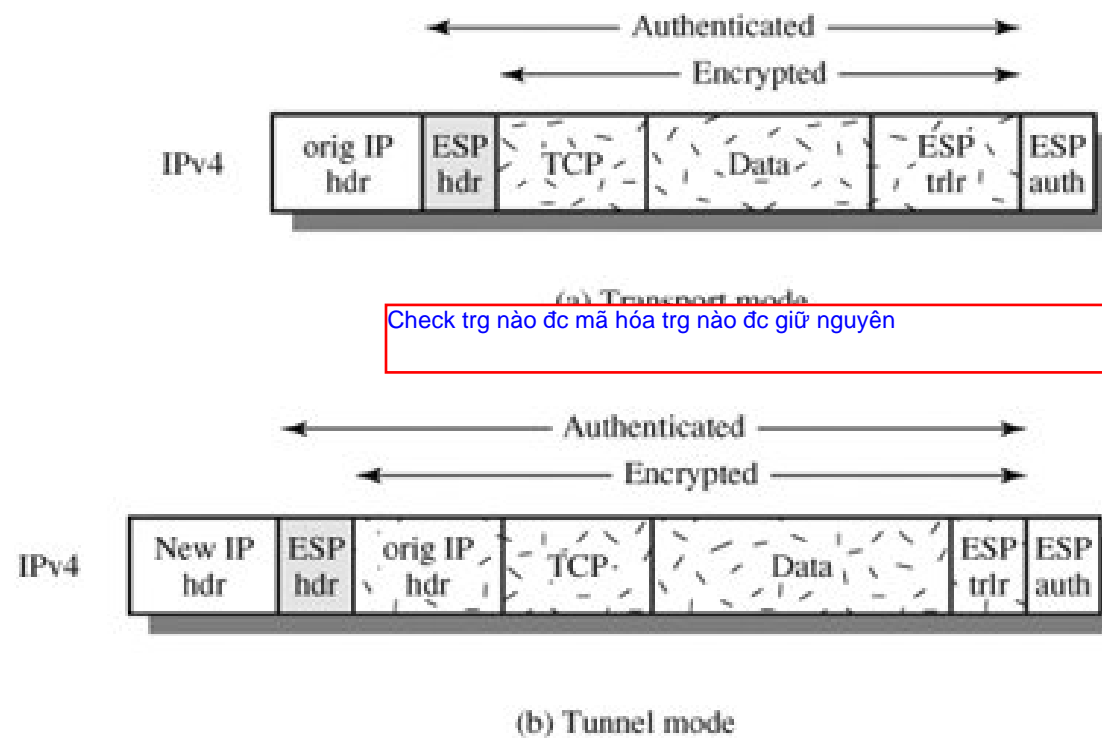 Authenticated
Encrypted
IPv4
orig IP hdr
ESP hdr
TCP
Data
ESP trlr
ESP auth
(a) Transport mode
Check trg nào đc mã hóa trg nào đc giữ nguyên
Authenticated
Encrypted
IPv4
New IP hdr
ESP hdr
orig IP hdr
TCP
Data
ESP trlr
ESP auth
(b) Tunnel mode